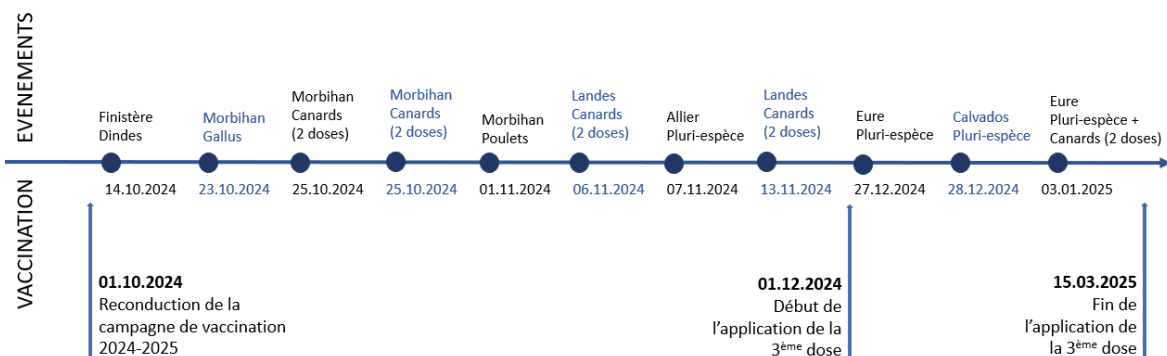 EVENEMENTS
Finistère
Dindes
Morbihan
Gallus
Morbihan
Canards
(2 doses)
Morbihan
Canards
(2 doses)
Morbihan
Poulets
Landes
Canards
(2 doses)
Allier
Pluri-espèce
Landes
Canards
(2 doses)
Eure
Pluri-espèce
Calvados
Pluri-espèce
Eure
Pluri-espèce +
Canards (2 doses)
14.10.2024
23.10.2024
25.10.2024
25.10.2024
01.11.2024
06.11.2024
07.11.2024
13.11.2024
27.12.2024
28.12.2024
03.01.2025
VACCINATION
01.10.2024
Reconduction de la
campagne de vaccination
2024-2025
01.12.2024
Début de
l'application de la
3ème dose
15.03.2025
Fin de
l'application de
la 3ème dose